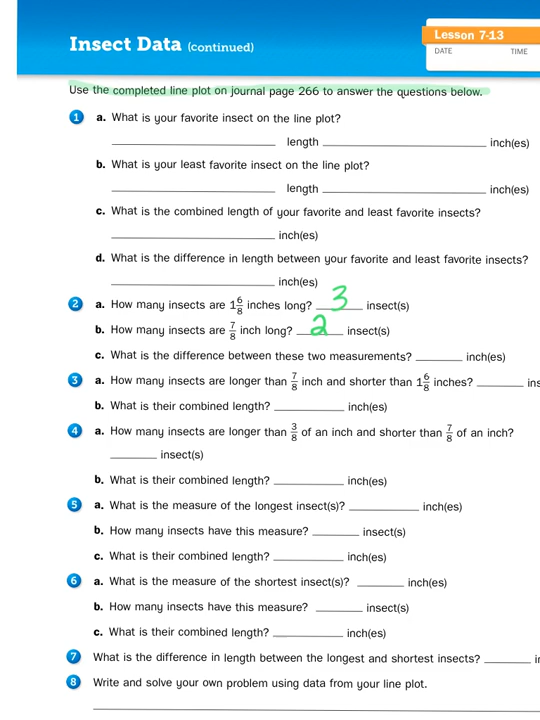 Insect Data (continued)
Lesson 7-13
DATE TIME
Use the completed line plot on journal page 266 to answer the questions below.
1 a. What is your favorite insect on the line plot?
length inch(es)
b. What is your least favorite insect on the line plot?
length inch(es)
c. What is the combined length of your favorite and least favorite insects?
inch(es)
d. What is the difference in length between your favorite and least favorite insects?
inch(es)
2 a. How many insects are 1 6/8 inches long? 3 insect(s)
b. How many insects are 7/8 inch long? 2 insect(s)
c. What is the difference between these two measurements? inch(es)
3 a. How many insects are longer than 7/8 inch and shorter than 1 6/8 inches? ins
b. What is their combined length? inch(es)
4 a. How many insects are longer than 3/8 of an inch and shorter than 7/8 of an inch?
insect(s)
b. What is their combined length? inch(es)
5 a. What is the measure of the longest insect(s)? inch(es)
b. How many insects have this measure? insect(s)
c. What is their combined length? inch(es)
6 a. What is the measure of the shortest insect(s)? inch(es)
b. How many insects have this measure? insect(s)
c. What is their combined length? inch(es)
7 What is the difference in length between the longest and shortest insects? i
8 Write and solve your own problem using data from your line plot.